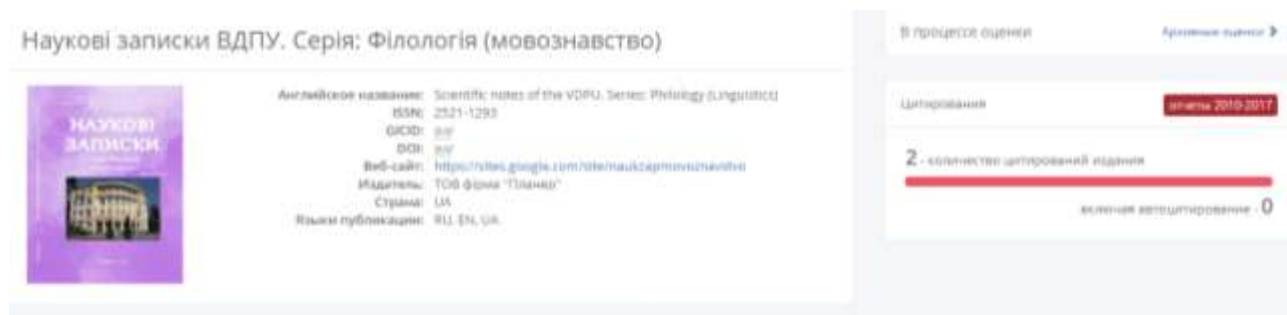 Наукові записки ВДПУ. Серія: Філологія (мовознавство)
НАУКОВІ
ЗАПИСКИ
Английское название: Scientific notes of the VDPU. Series: Philology (Linguistics)
ISSN: 2521-1293
GICID: n/d
DOI: n/d
Веб-сайт: https://sites.google.com/site/naukzapmovoznavstvo
Издатель: ТОВ фірма "Планер"
Страна: UA
Языки публикации: RU, EN, UA
В процессе оценки
Архивные оценки
Цитирования
отчеты 2010-2017
2 - количество цитирований издания
включая автоцитирование - 0